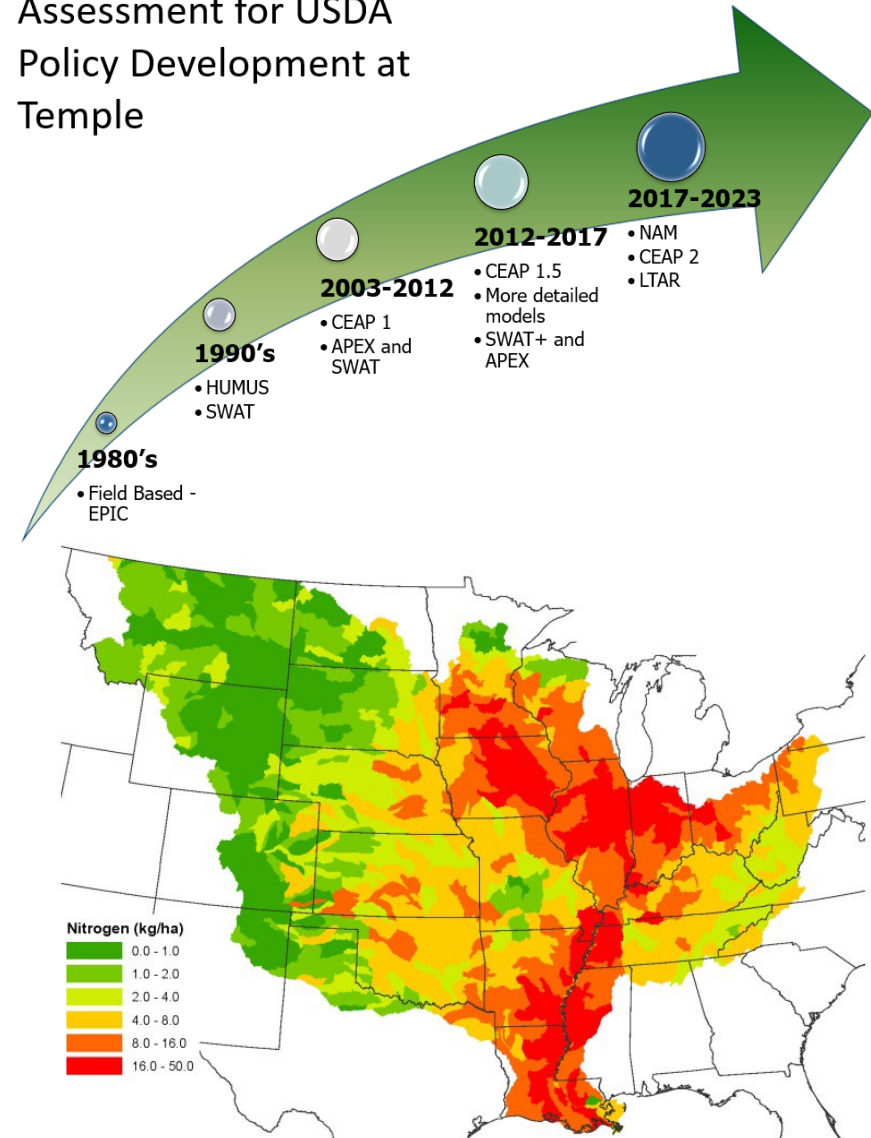 Assessment for USDA
Policy Development at
Temple
2017-2023
• NAM
• CEAP 2
• LTAR
2012-2017
• CEAP 1.5
• More detailed
models
• SWAT+ and
APEX
2003-2012
• CEAP 1
• APEX and
SWAT
1990’s
• HUMUS
• SWAT
1980’s
• Field Based -
EPIC
Nitrogen (kg/ha)
0.0 - 1.0
1.0 - 2.0
2.0 - 4.0
4.0 - 8.0
8.0 - 16.0
16.0 - 50.0